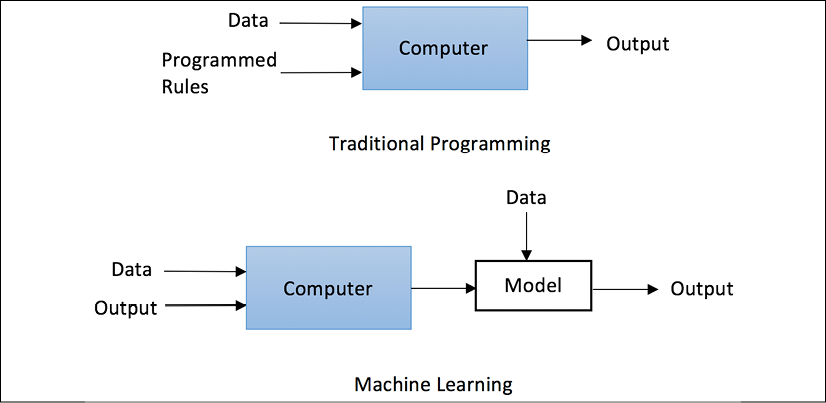 Data
Programmed
Rules
Computer
Output
Traditional Programming
Data
Data
Output
Computer
Model
Output
Machine Learning